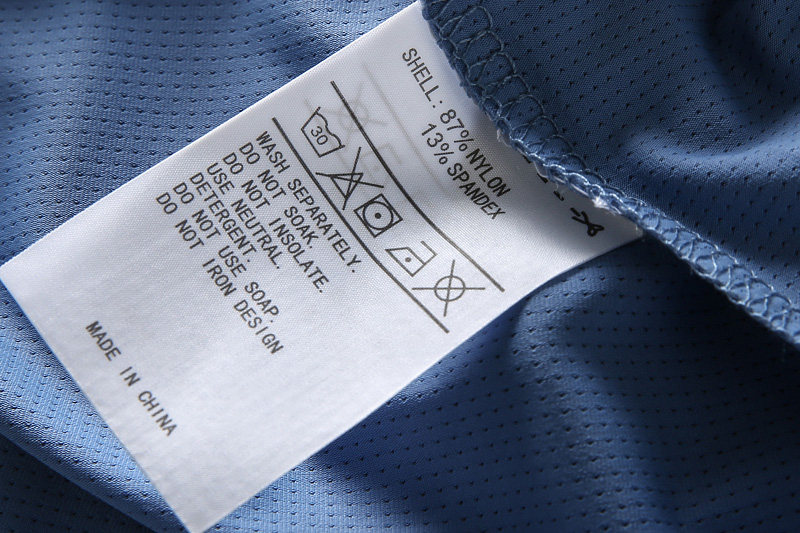 SHELL: 87% NYLON
13% SPANDEX
30
WASH SEPARATELY.
DO NOT SOAK.
DO NOT INSOLATE.
USE NEUTRAL.
DETERGENT.
DO NOT USE SOAP.
DO NOT IRON DESIGN
MADE IN CHINA